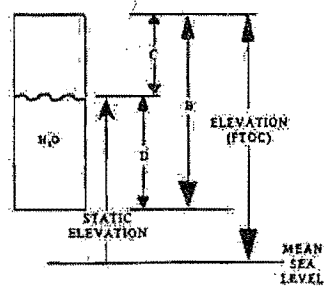 C
B
H₂O
ELEVATION
(FTOC)
D
STATIC
ELEVATION
MEAN
SEA
LEVEL